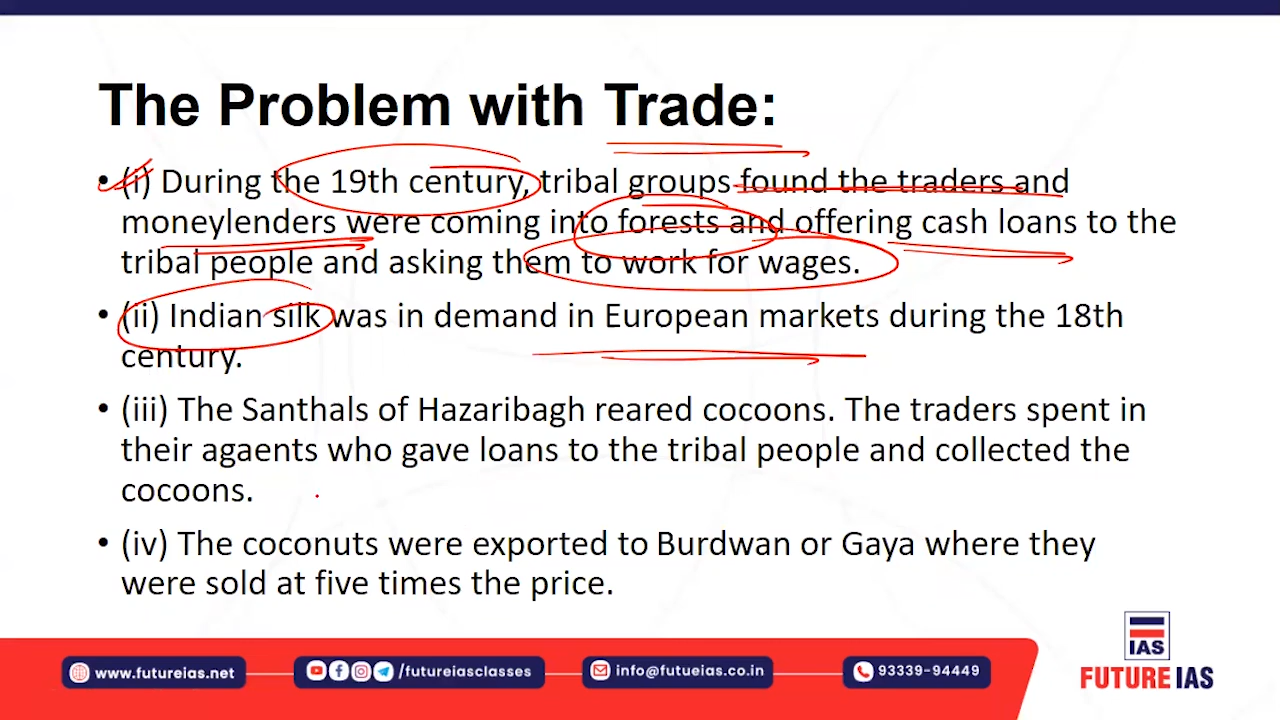 The Problem with Trade:
• (i) During the 19th century, tribal groups found the traders and
moneylenders were coming into forests and offering cash loans to the
tribal people and asking them to work for wages.
• (ii) Indian silk was in demand in European markets during the 18th
century.
• (iii) The Santhals of Hazaribagh reared cocoons. The traders spent in
their agaents who gave loans to the tribal people and collected the
cocoons.
• (iv) The coconuts were exported to Burdwan or Gaya where they
were sold at five times the price.
IAS
FUTURE IAS
www.futureias.net
/futureiasclasses
info@futueias.co.in
93339-94449